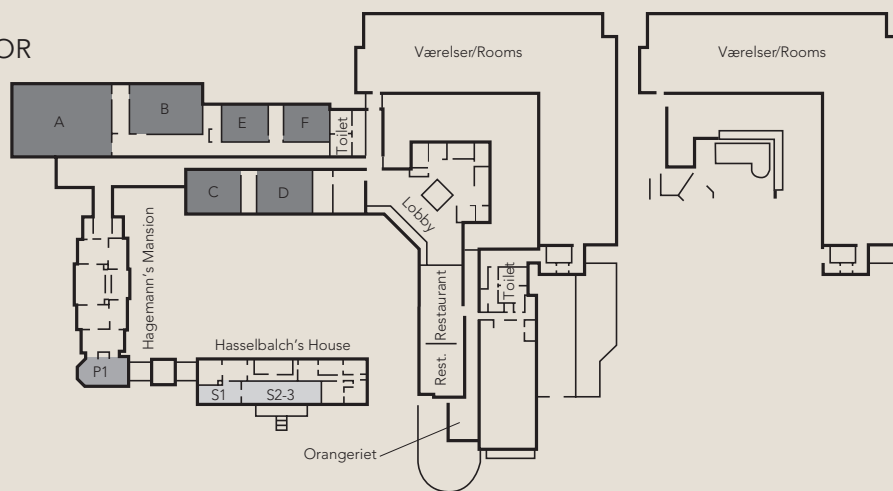 OR
Værelser/Rooms
Værelser/Rooms
A
B
E
F
Toilet
C
D
Lobby
Hagemann's Mansion
Toilet
Restaurant
Hasselbalch's House
Rest.
P1
S1
S2-3
Orangeriet